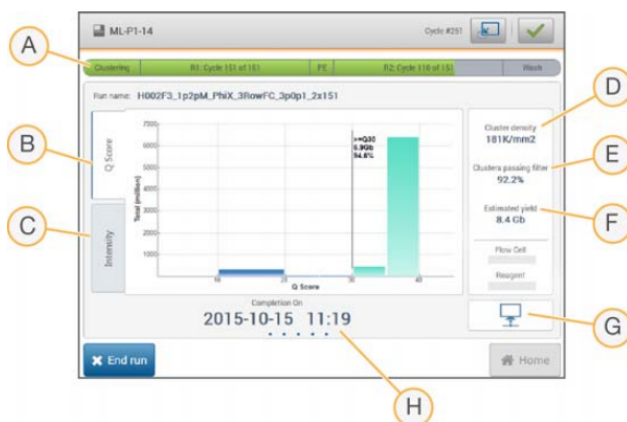 ML-P1-14
Cycle #251
A
Clustering
R1: Cycle 151 of 151
PE
R2: Cycle 110 of 151
Wash
Run name: H002F3_1p2pM_PhiX_3RowFC_3p0p1_2x151
B
Q Score
C
Intensity
Total (million)
7000
6000
5000
4000
3000
2000
1000
>=Q30
6.9Gb
94.6%
10
20
30
40
Q Score
D
Cluster density
181K/mm2
E
Clusters passing filter
92.2%
F
Estimated yield
8.4 Gb
Flow Cell
Reagent
G
Completion On
2015-10-15 11:19
H
End run
Home